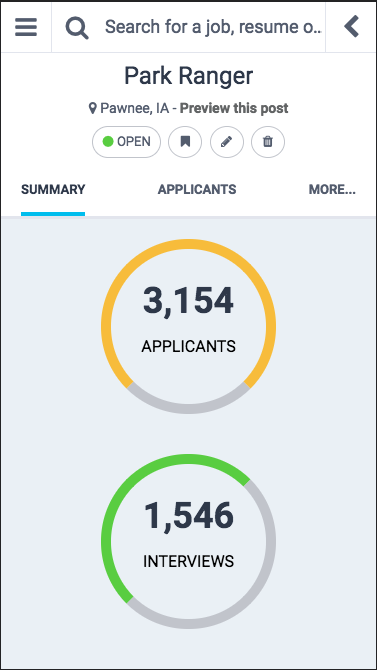 Search for a job, resume o..
Park Ranger
Pawnee, IA - Preview this post
OPEN
SUMMARY APPLICANTS MORE...
3,154
APPLICANTS
1,546
INTERVIEWS